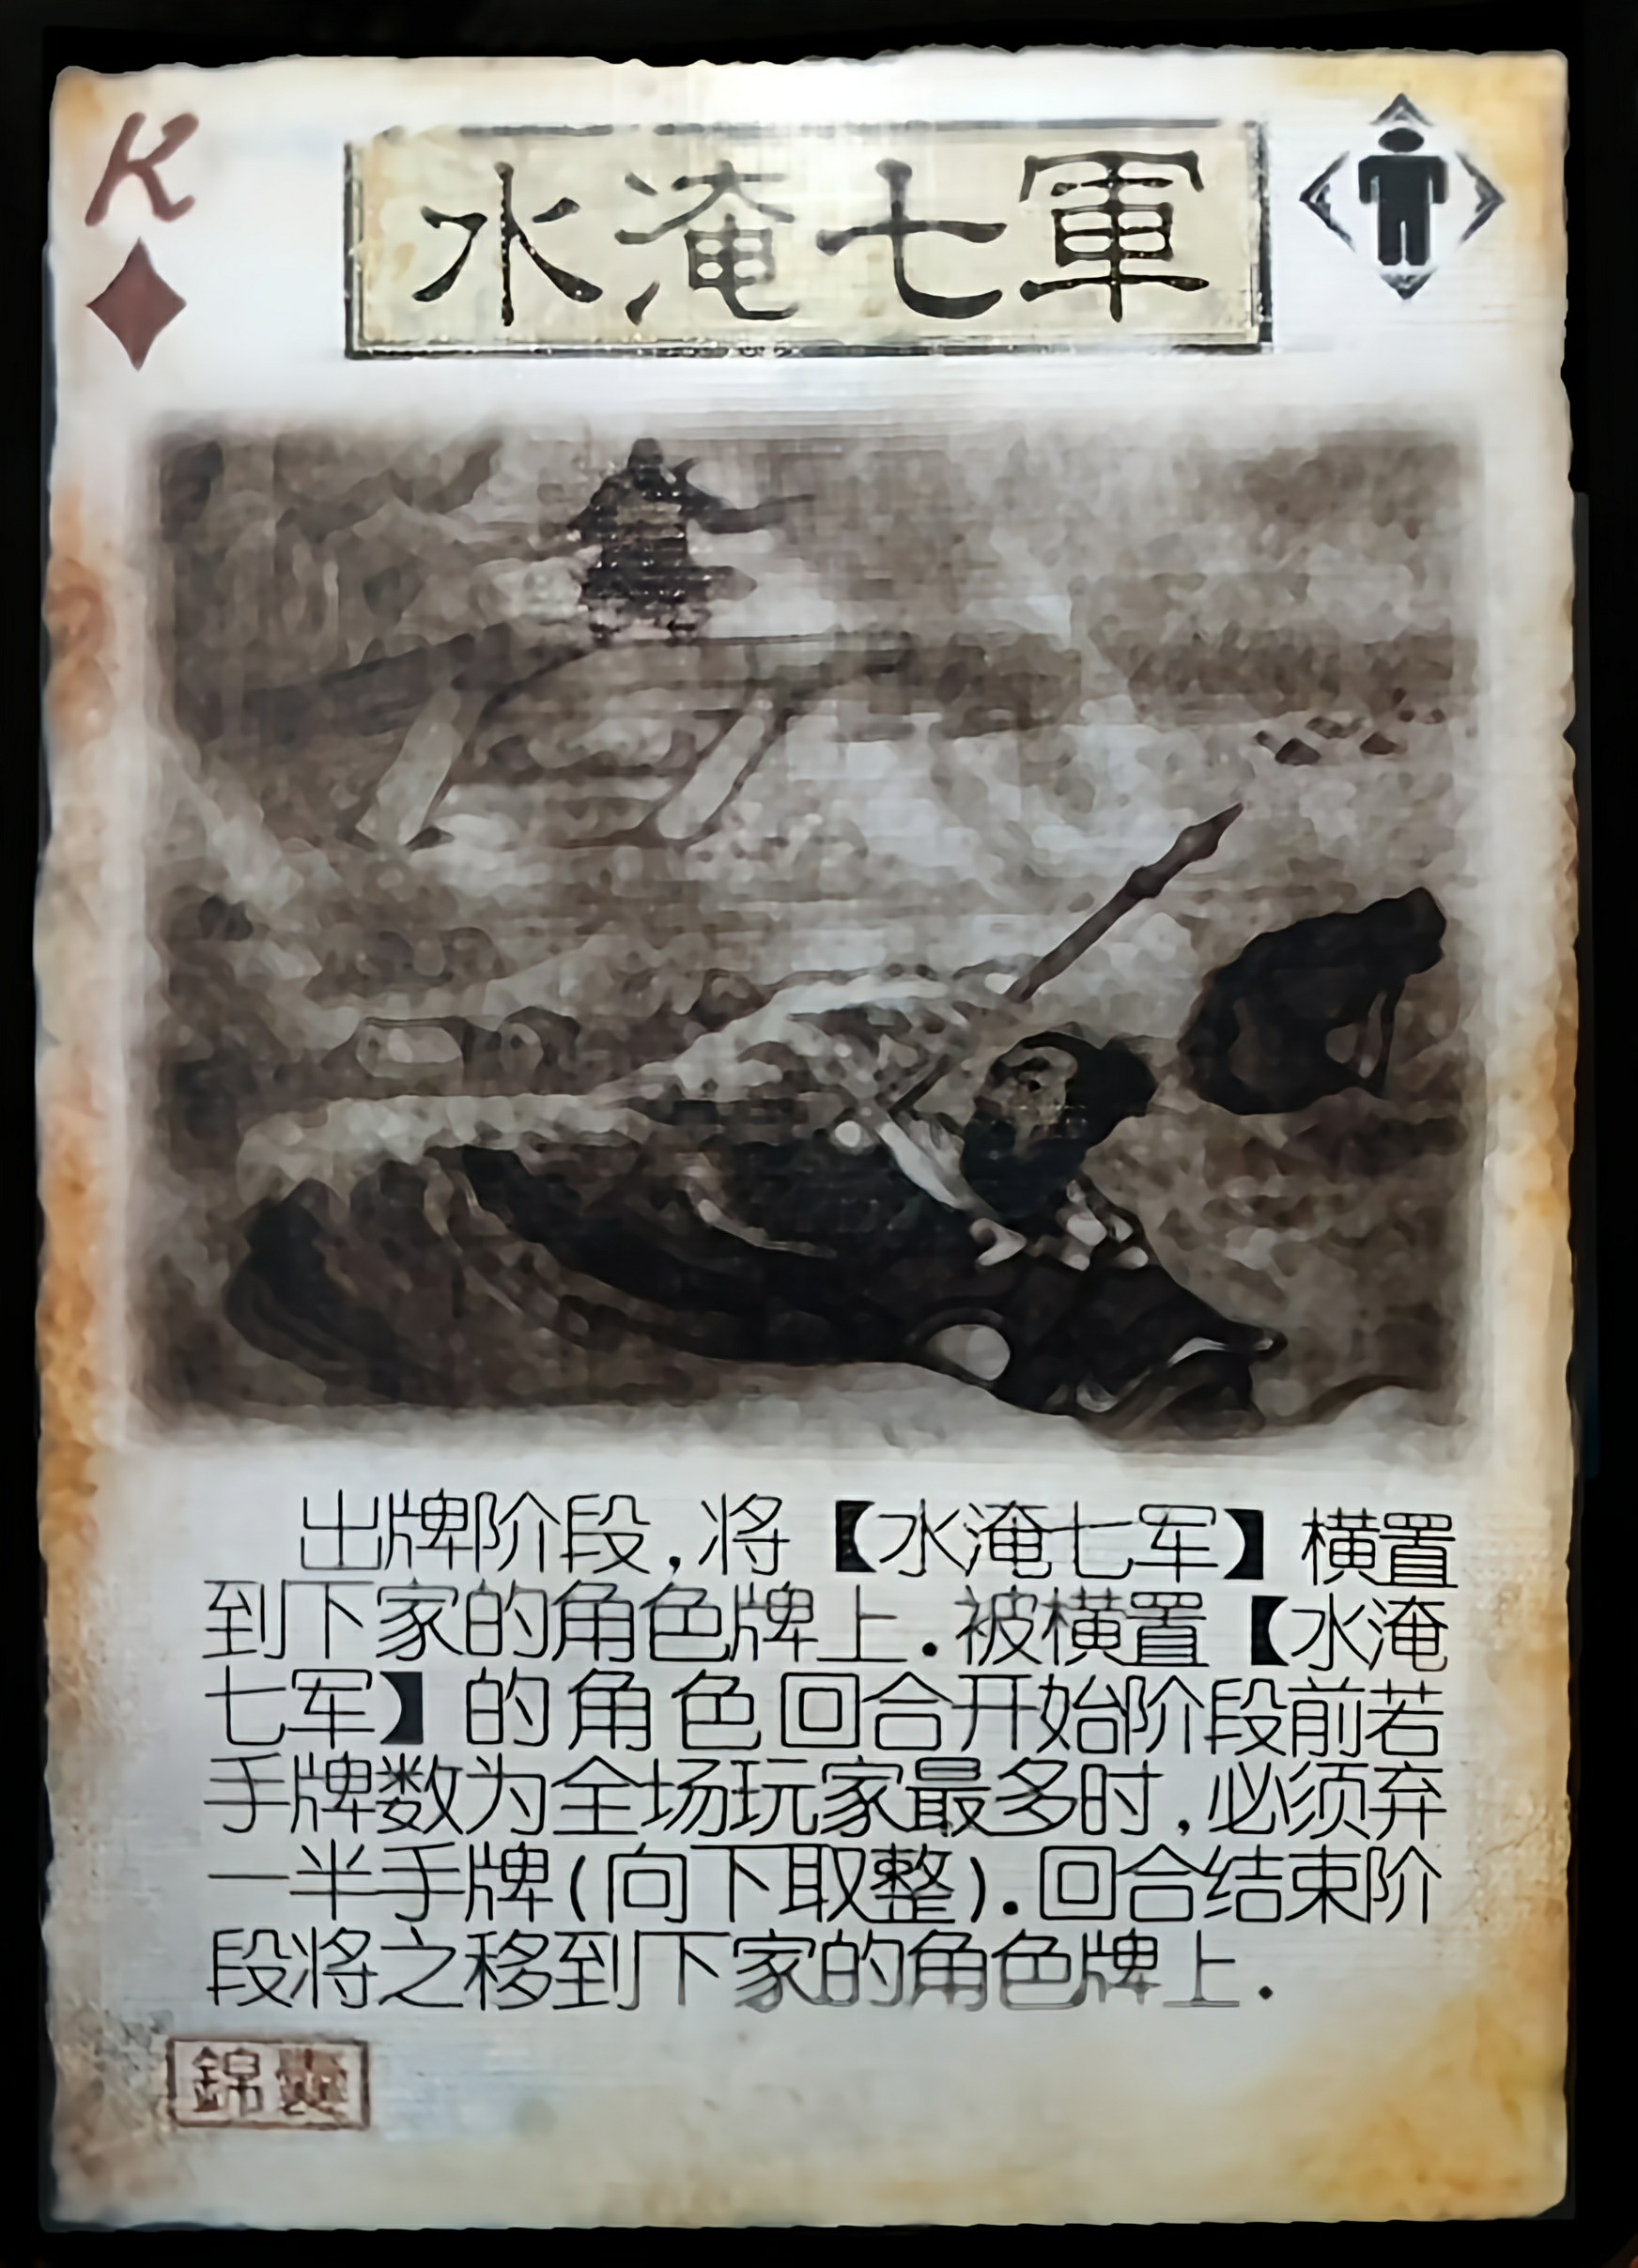 K
水淹七軍
出牌阶段,将【水淹七军】横置
到下家的角色牌上.被横置【水淹
七军】的角色回合开始阶段前若
手牌数为全场玩家最多时,必须弃
一半手牌(向下取整).回合结束阶
段将之移到下家的角色牌上.
錦囊